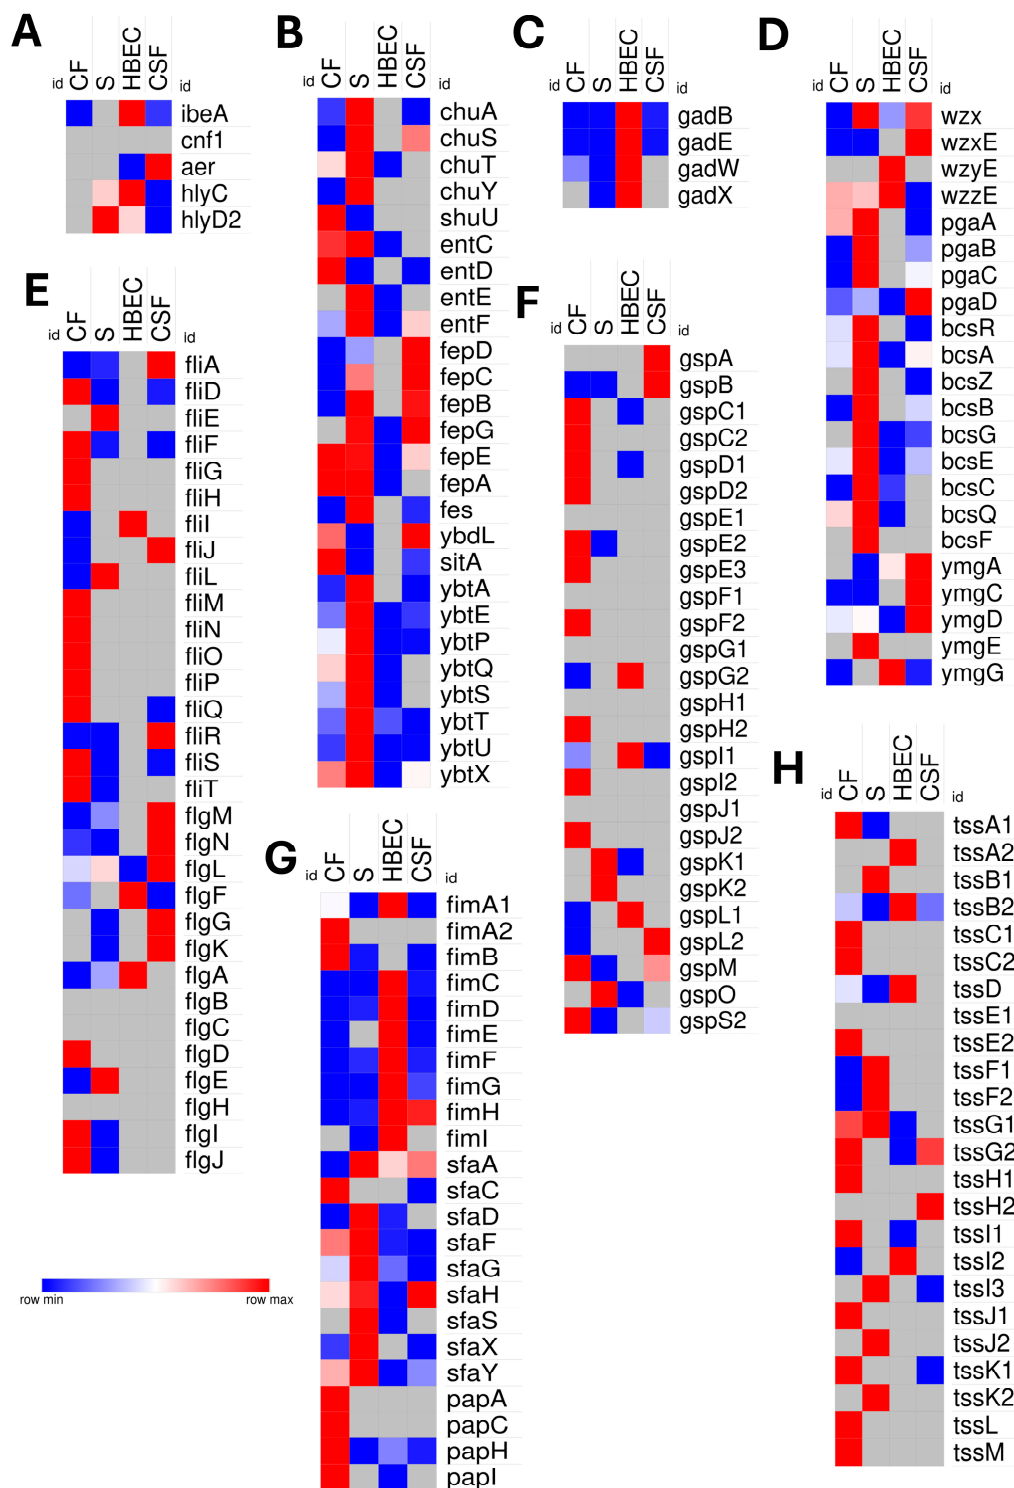 A
id CF S HBEC CSF id
ibeA
cnf1
aer
hlyC
hlyD2
B
id CF S HBEC CSF id
chuA
chuS
chuT
chuY
shuU
entC
entD
entE
entF
fepD
fepC
fepB
fepG
fepE
fepA
fes
ybdL
sitA
ybtA
ybtE
ybtP
ybtQ
ybtS
ybtT
ybtU
ybtX
C
id CF S HBEC CSF id
gadB
gadE
gadW
gadX
D
id CF S HBEC CSF id
wzx
wzxE
wzyE
wzzE
pgaA
pgaB
pgaC
pgaD
bcsR
bcsA
bcsZ
bcsB
bcsG
bcsE
bcsC
bcsQ
bcsF
ymgA
ymgC
ymgD
ymgE
ymgG
E
id CF S HBEC CSF id
fliA
fliD
fliE
fliF
fliG
fliH
fliI
fliJ
fliL
fliM
fliN
fliO
fliP
fliQ
fliR
fliS
fliT
flgM
flgN
flgL
flgF
flgG
flgK
flgA
flgB
flgC
flgD
flgE
flgH
flgI
flgJ
row min row max
F
id CF S HBEC CSF id
gspA
gspB
gspC1
gspC2
gspD1
gspD2
gspE1
gspE2
gspE3
gspF1
gspF2
gspG1
gspG2
gspH1
gspH2
gspI1
gspI2
gspJ1
gspJ2
gspK1
gspK2
gspL1
gspL2
gspM
gspO
gspS2
G
id CF S HBEC CSF id
fimA1
fimA2
fimB
fimC
fimD
fimE
fimF
fimG
fimH
fimI
sfaA
sfaC
sfaD
sfaF
sfaG
sfaH
sfaS
sfaX
sfaY
papA
papC
papH
papI
H
id CF S HBEC CSF id
tssA1
tssA2
tssB1
tssB2
tssC1
tssC2
tssD
tssE1
tssE2
tssF1
tssF2
tssG1
tssG2
tssH1
tssH2
tssI1
tssI2
tssI3
tssJ1
tssJ2
tssK1
tssK2
tssL
tssM